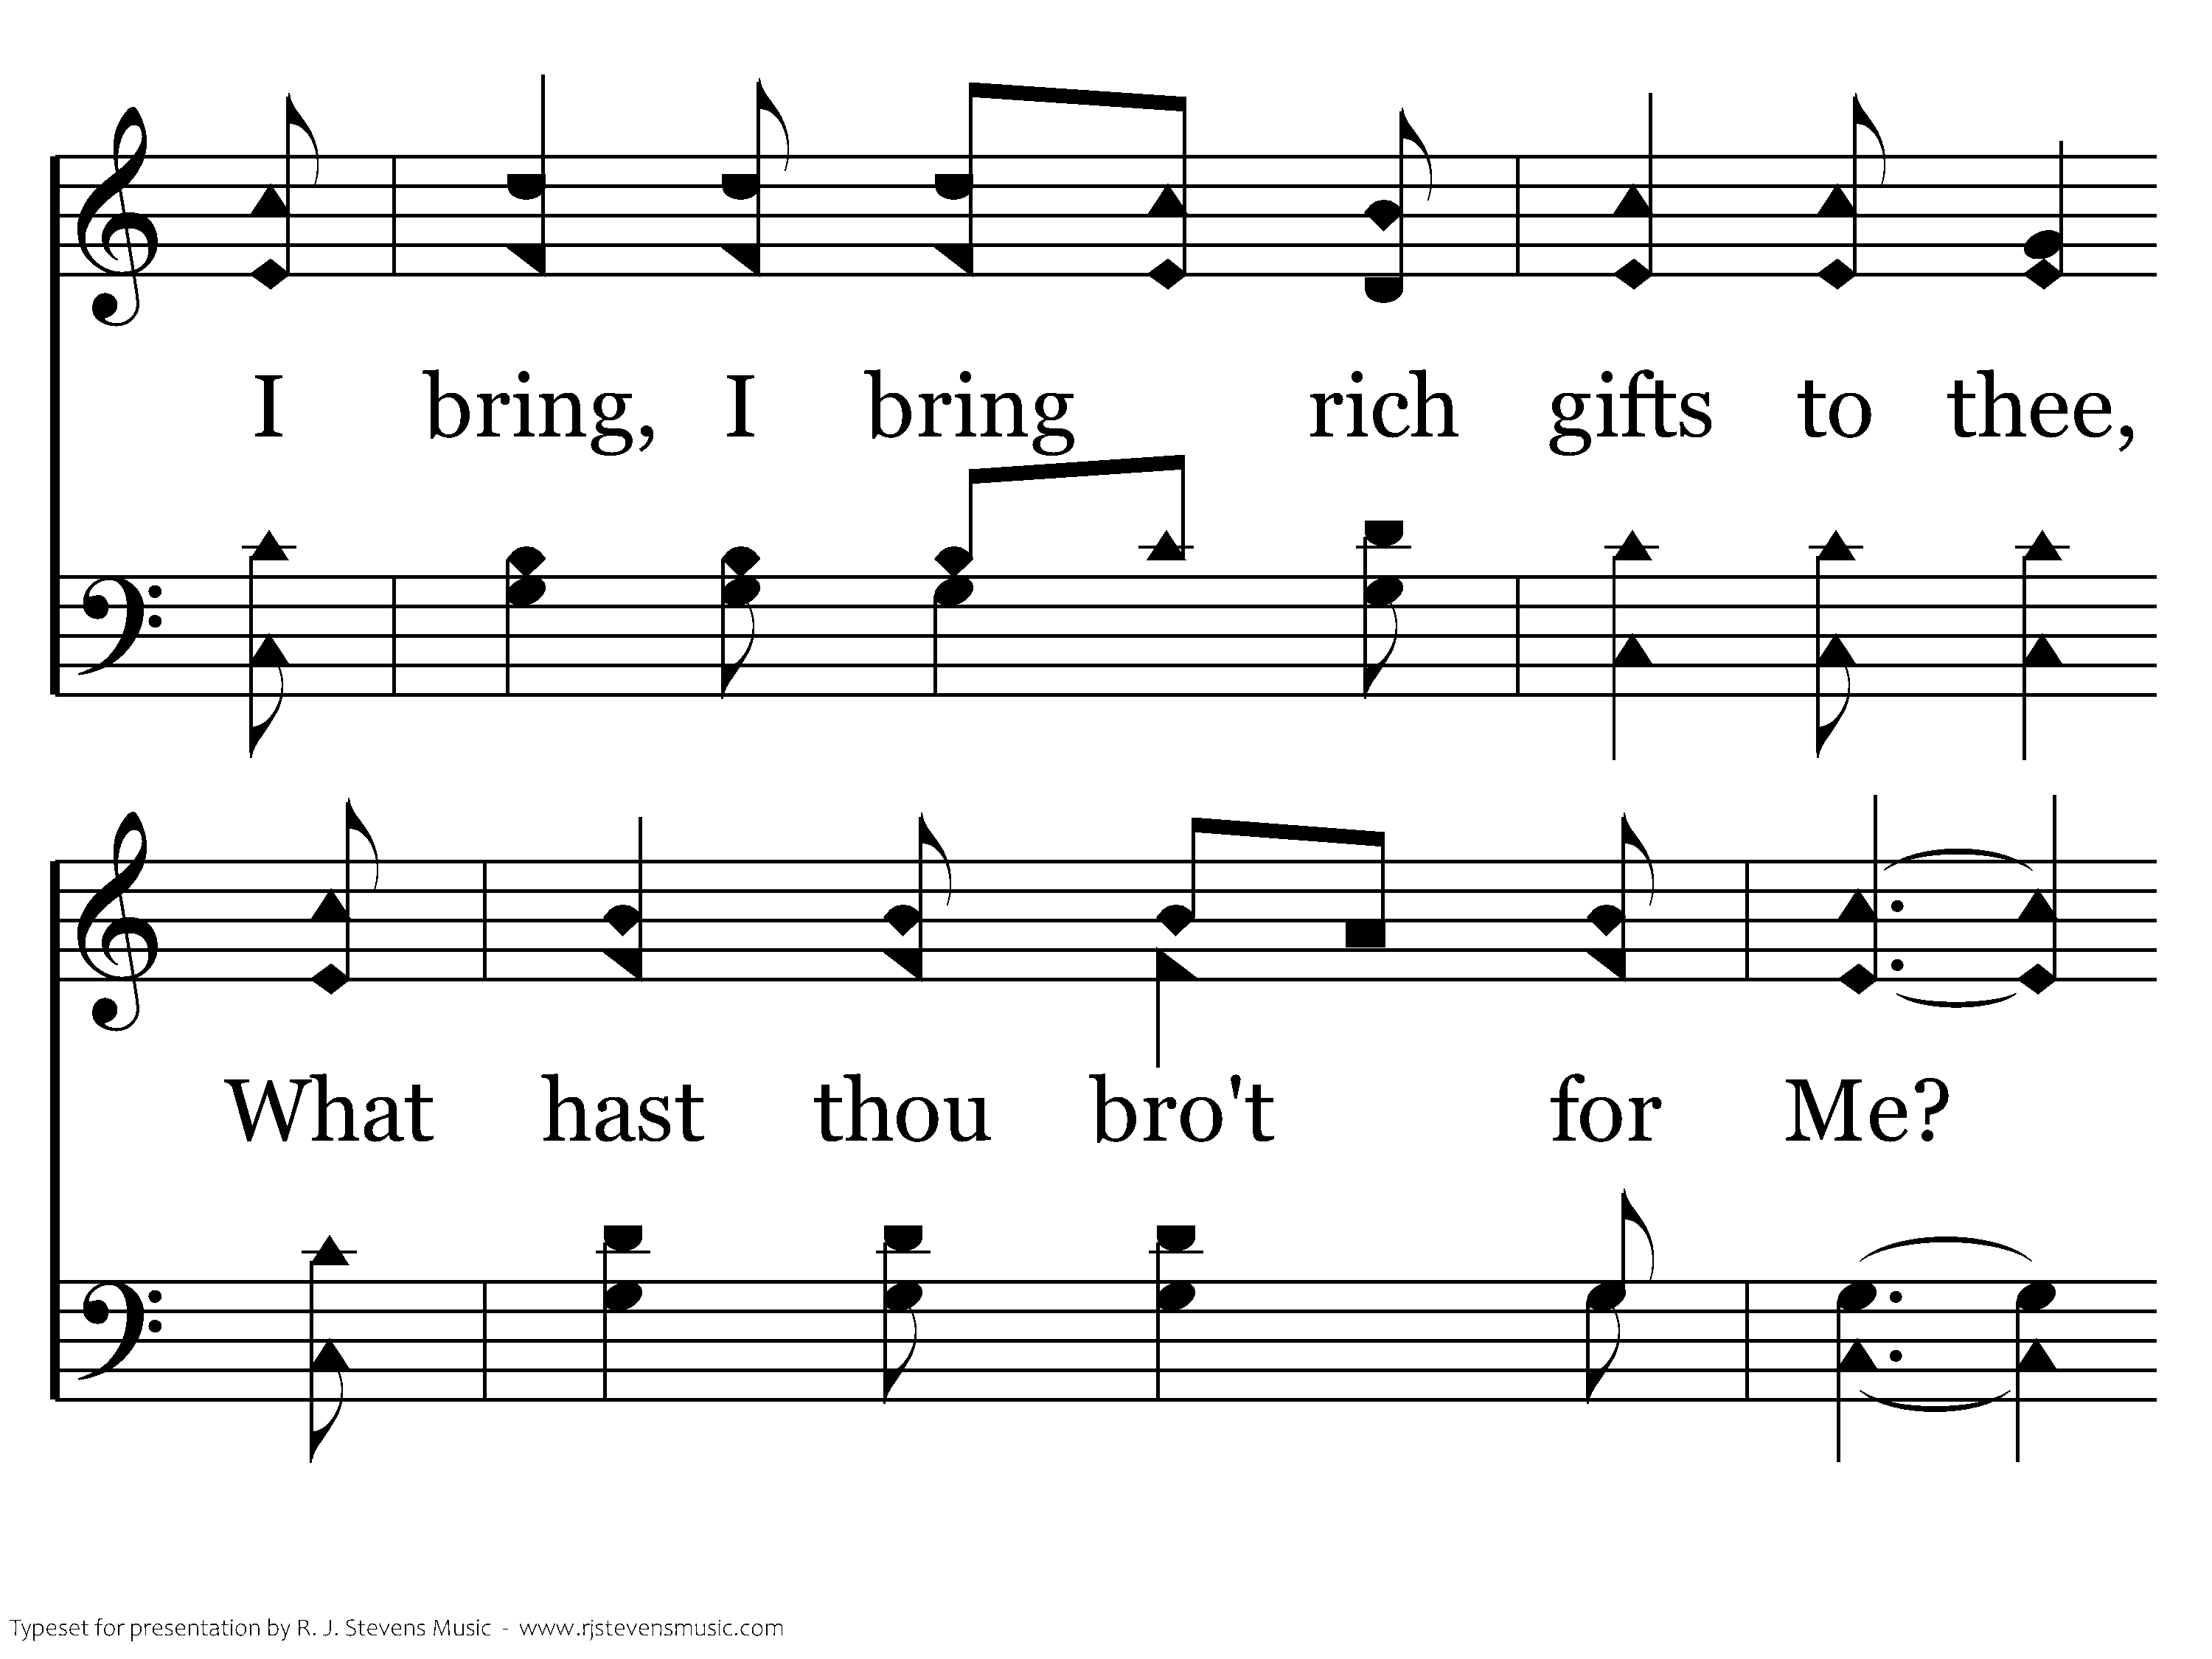 I bring, I bring rich gifts to thee,
What hast thou bro't for Me?
Typeset for presentation by R. J. Stevens Music - www.rjstevensmusic.com